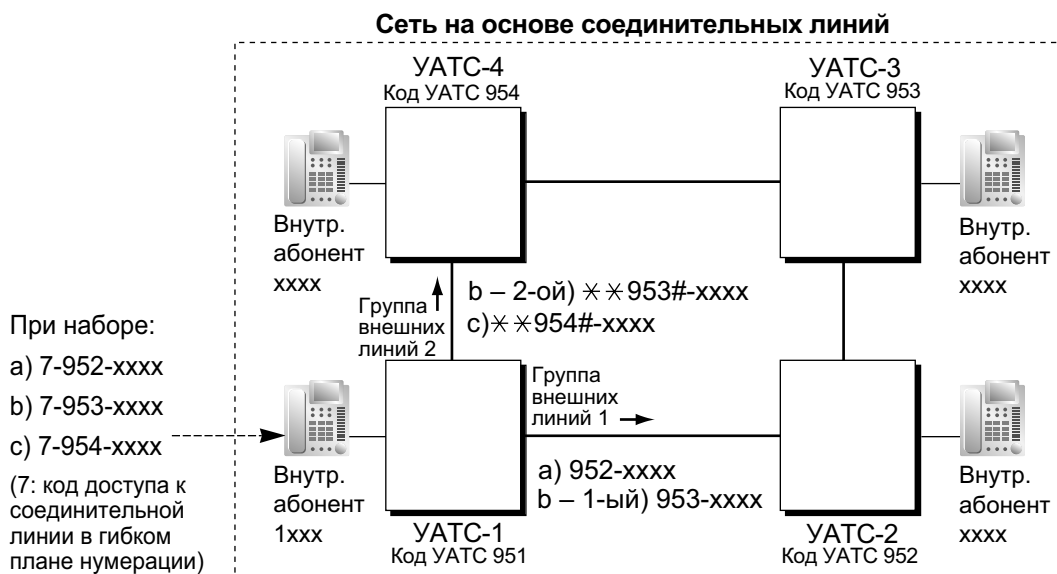 Сеть на основе соединительных линий
УАТС-4
Код УАТС 954
УАТС-3
Код УАТС 953
Внутр.
абонент
xxxx
Внутр.
абонент
xxxx
Группа
внешних
линий 2
b – 2-ой) ✳✳953#-xxxx
c)✳✳954#-xxxx
При наборе:
a) 7-952-xxxx
b) 7-953-xxxx
c) 7-954-xxxx
(7: код доступа к
соединительной
линии в гибком
плане нумерации)
Группа
внешних
линий 1
a) 952-xxxx
b – 1-ый) 953-xxxx
Внутр.
абонент
1xxx
УАТС-1
Код УАТС 951
УАТС-2
Код УАТС 952
Внутр.
абонент
xxxx